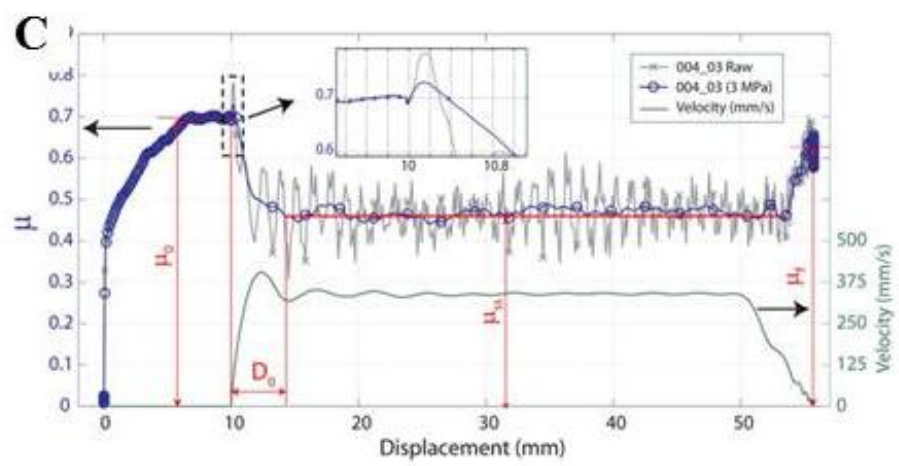 C
0.8
0.7
0.6
0.5
0.4
0.3
0.2
0.1
0
μ
0.7
0.6
10
10.8
004_03 Raw
004_03 (3 MPa)
Velocity (mm/s)
μ₀
D₀
500
375
250
125
0
Velocity (mm/s)
0
10
20
30
40
50
Displacement (mm)